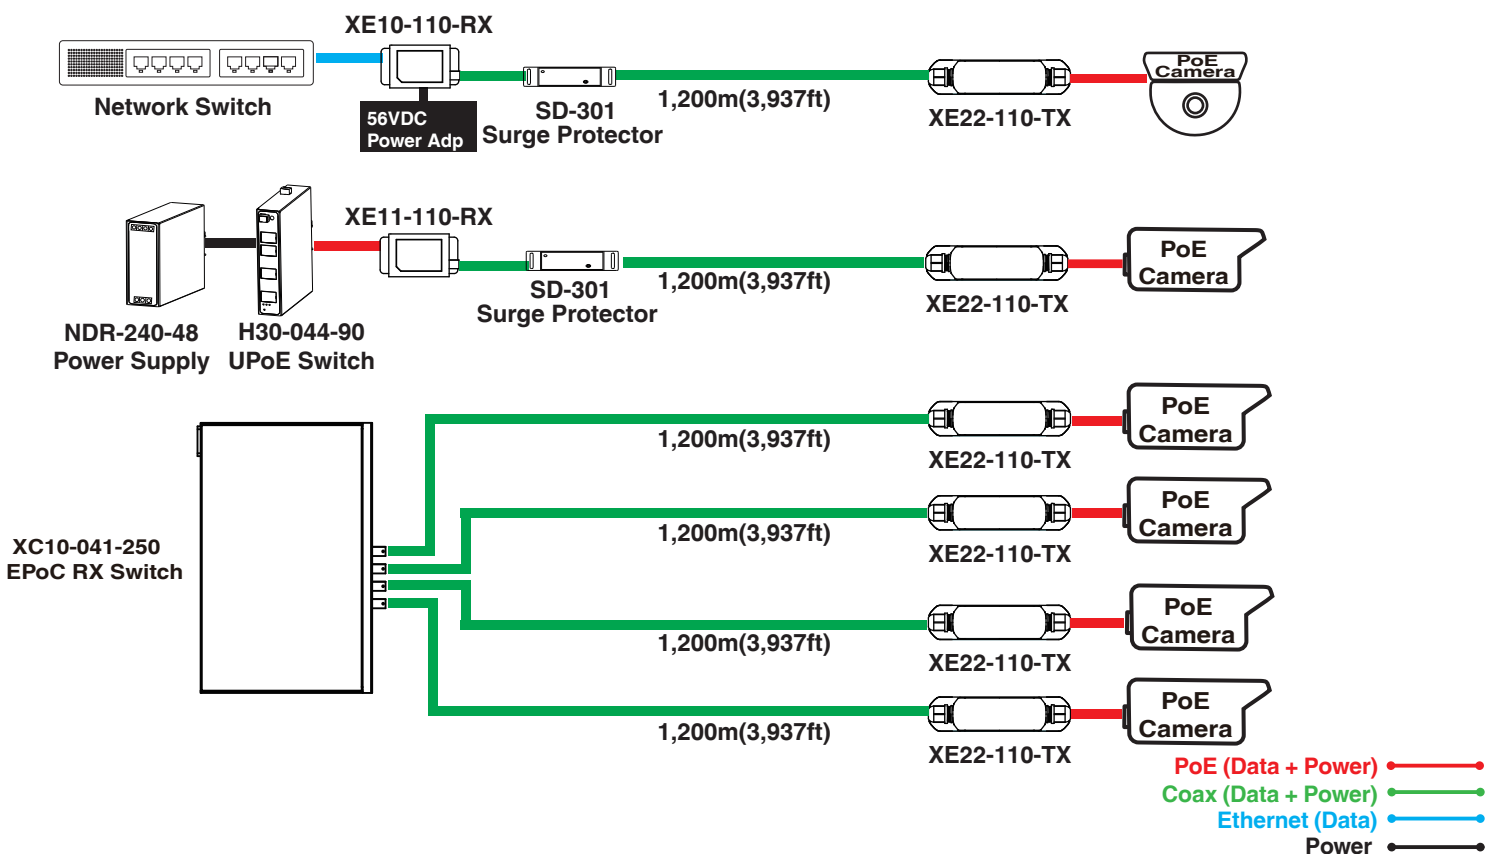 XE10-110-RX
PoE
Camera
Network Switch
56VDC
Power Adp
SD-301
Surge Protector
1,200m(3,937ft)
XE22-110-TX
XE11-110-RX
PoE
Camera
SD-301
Surge Protector
1,200m(3,937ft)
XE22-110-TX
NDR-240-48
Power Supply
H30-044-90
UPoE Switch
PoE
Camera
1,200m(3,937ft)
XE22-110-TX
PoE
Camera
1,200m(3,937ft)
XE22-110-TX
XC10-041-250
EPoC RX Switch
PoE
Camera
1,200m(3,937ft)
XE22-110-TX
PoE
Camera
1,200m(3,937ft)
XE22-110-TX
PoE (Data + Power)
Coax (Data + Power)
Ethernet (Data)
Power